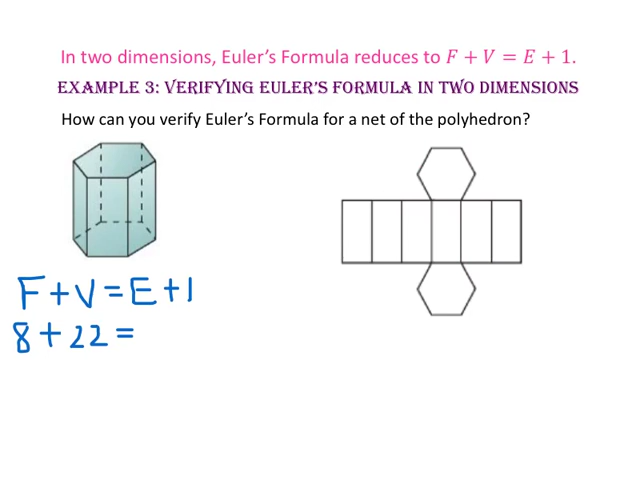 In two dimensions, Euler's Formula reduces to F + V = E + 1.
EXAMPLE 3: VERIFYING EULER'S FORMULA IN TWO DIMENSIONS
How can you verify Euler's Formula for a net of the polyhedron?
F+V=E+1
8+22=